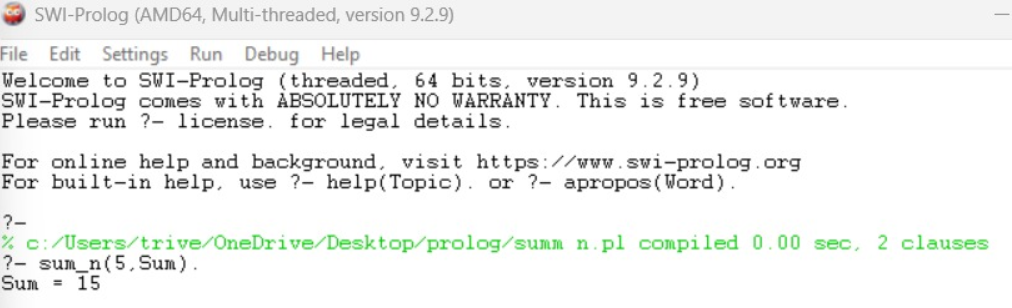 SWI-Prolog (AMD64, Multi-threaded, version 9.2.9)
File Edit Settings Run Debug Help
Welcome to SWI-Prolog (threaded, 64 bits, version 9.2.9)
SWI-Prolog comes with ABSOLUTELY NO WARRANTY. This is free software.
Please run ?- license. for legal details.
For online help and background, visit https://www.swi-prolog.org
For built-in help, use ?- help(Topic). or ?- apropos(Word).
?-
% c:/Users/trive/OneDrive/Desktop/prolog/summ n.pl compiled 0.00 sec, 2 clauses
?- sum_n(5,Sum).
Sum = 15